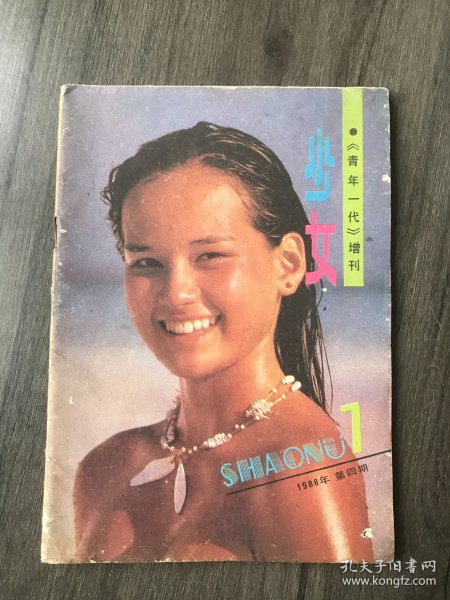 ●《青年一代》增刊
少女
7
SHAONU
1988年 第四期
孔夫子旧书网
www.kongfz.com